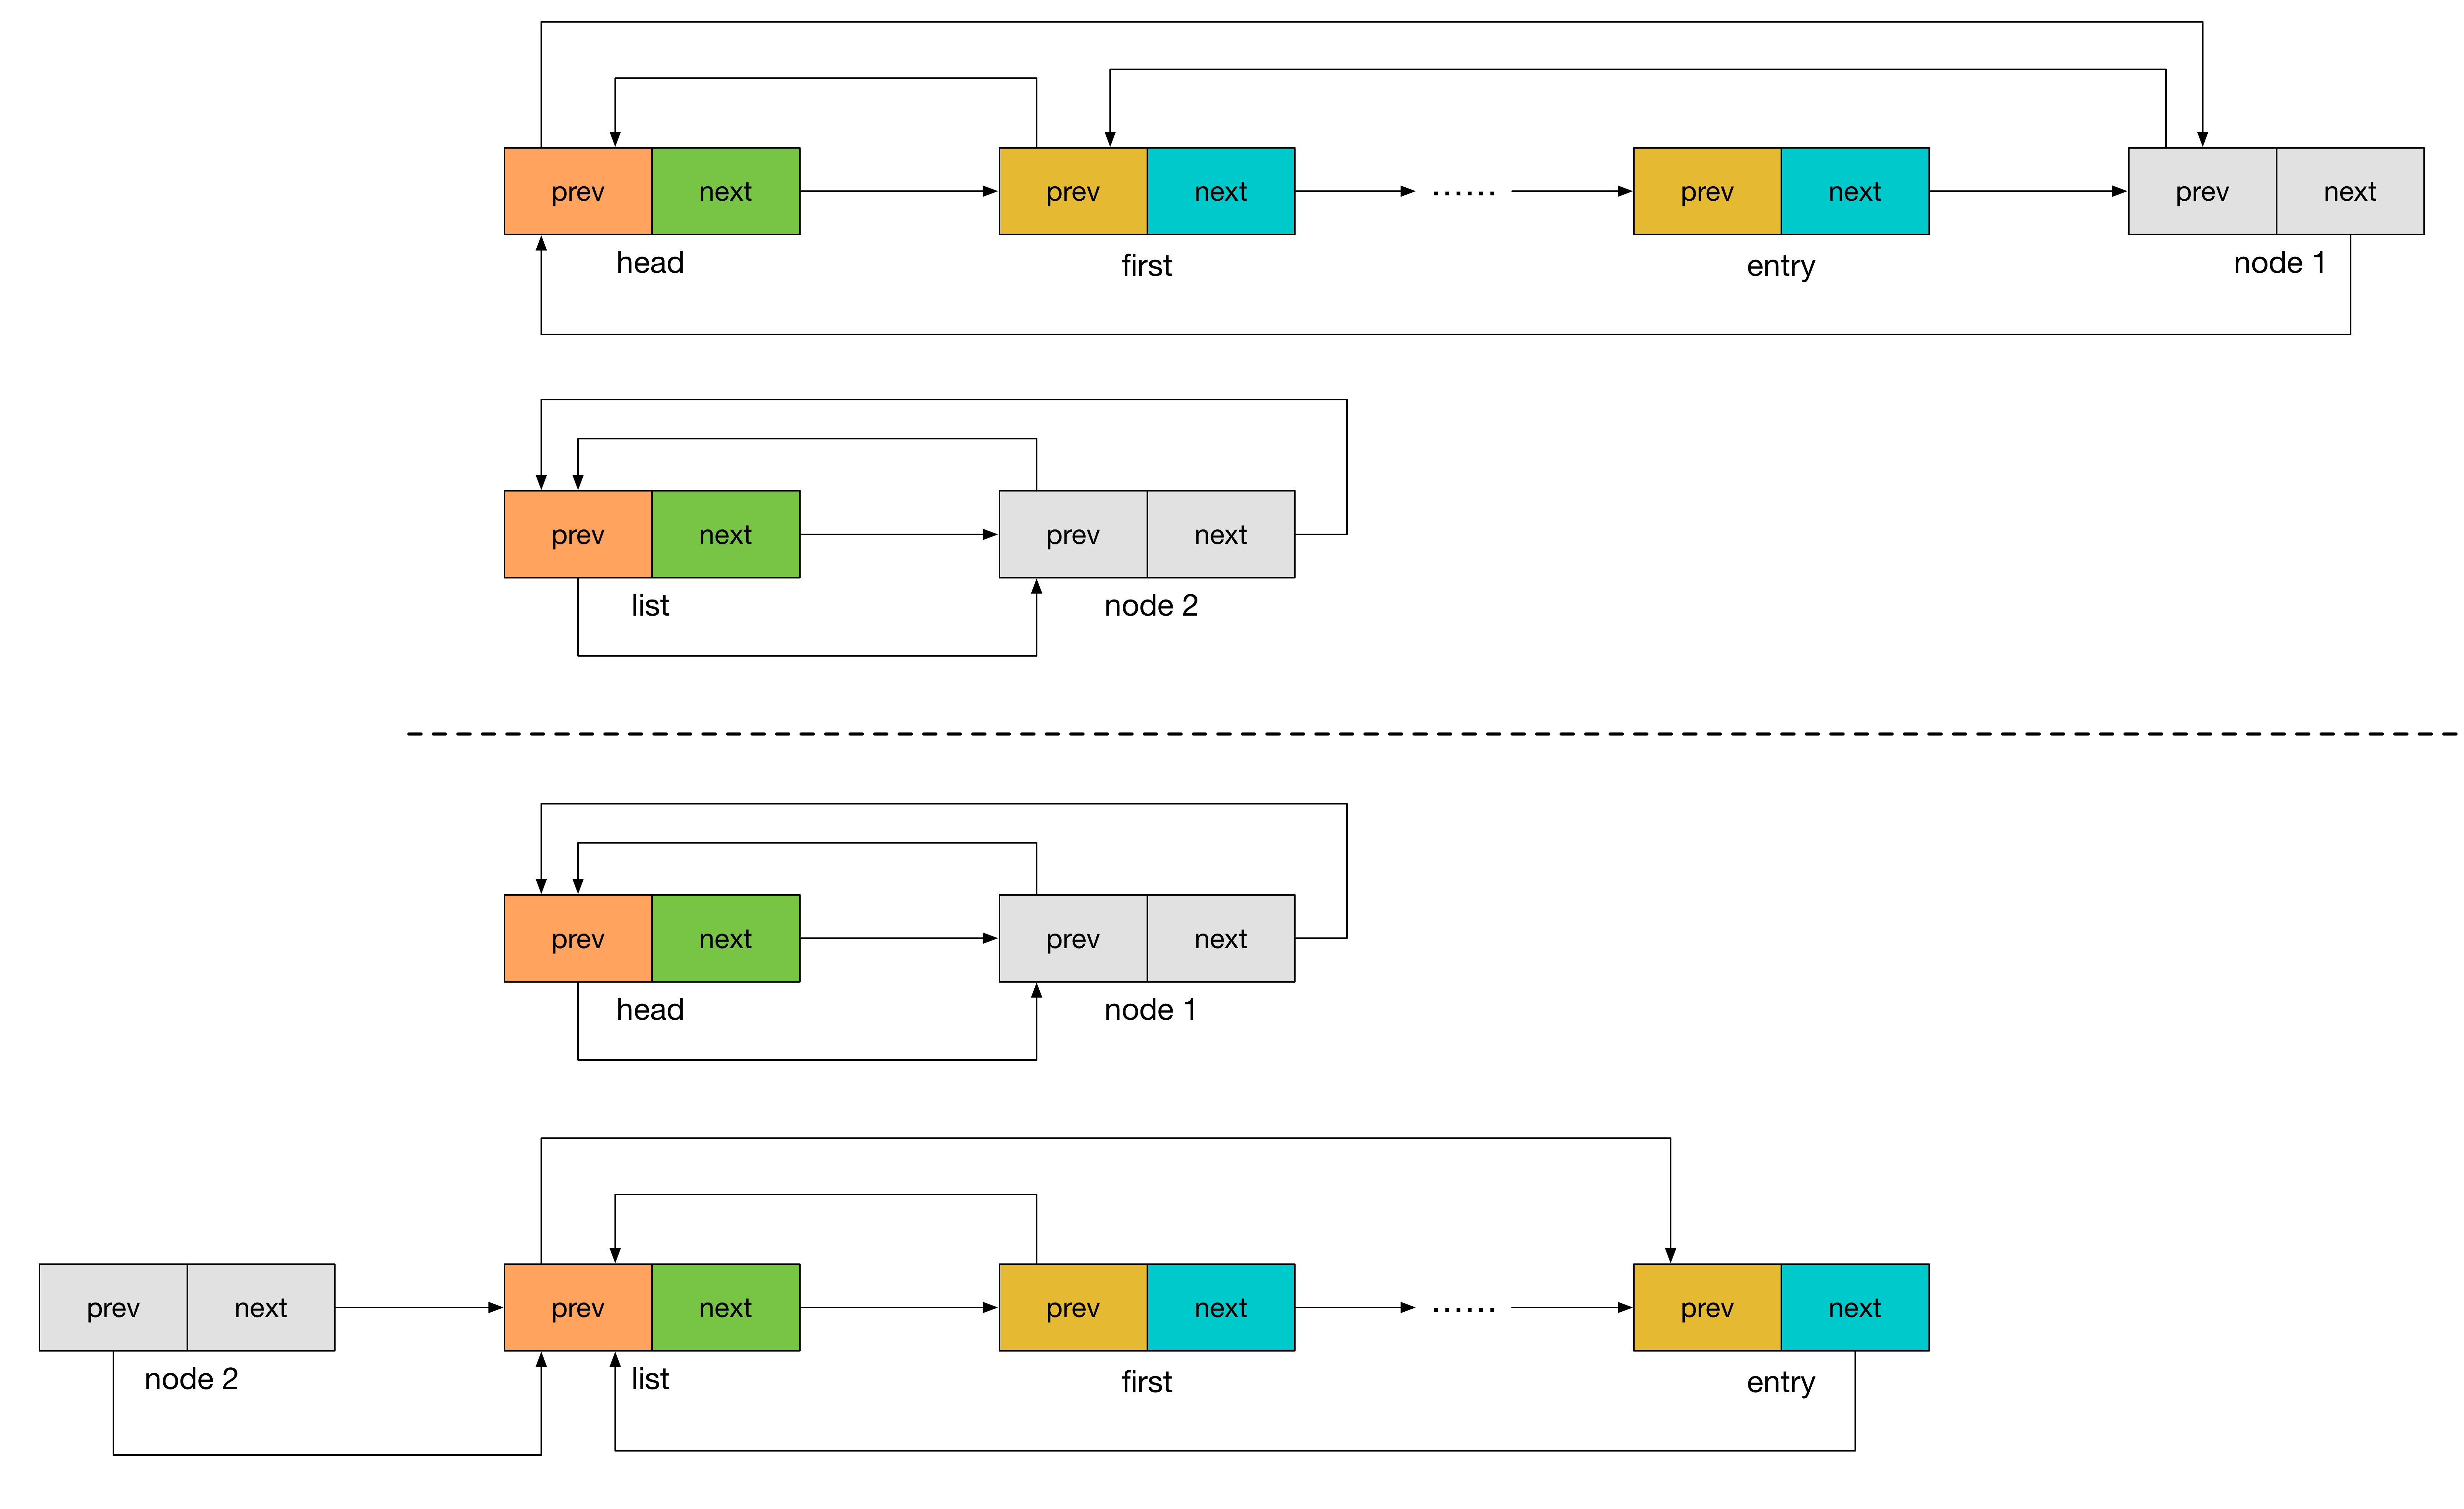 prev next prev next ...... prev next prev next
head first entry node 1
prev next prev next
list node 2
prev next prev next
head node 1
prev next prev next prev next ...... prev next
node 2 list first entry